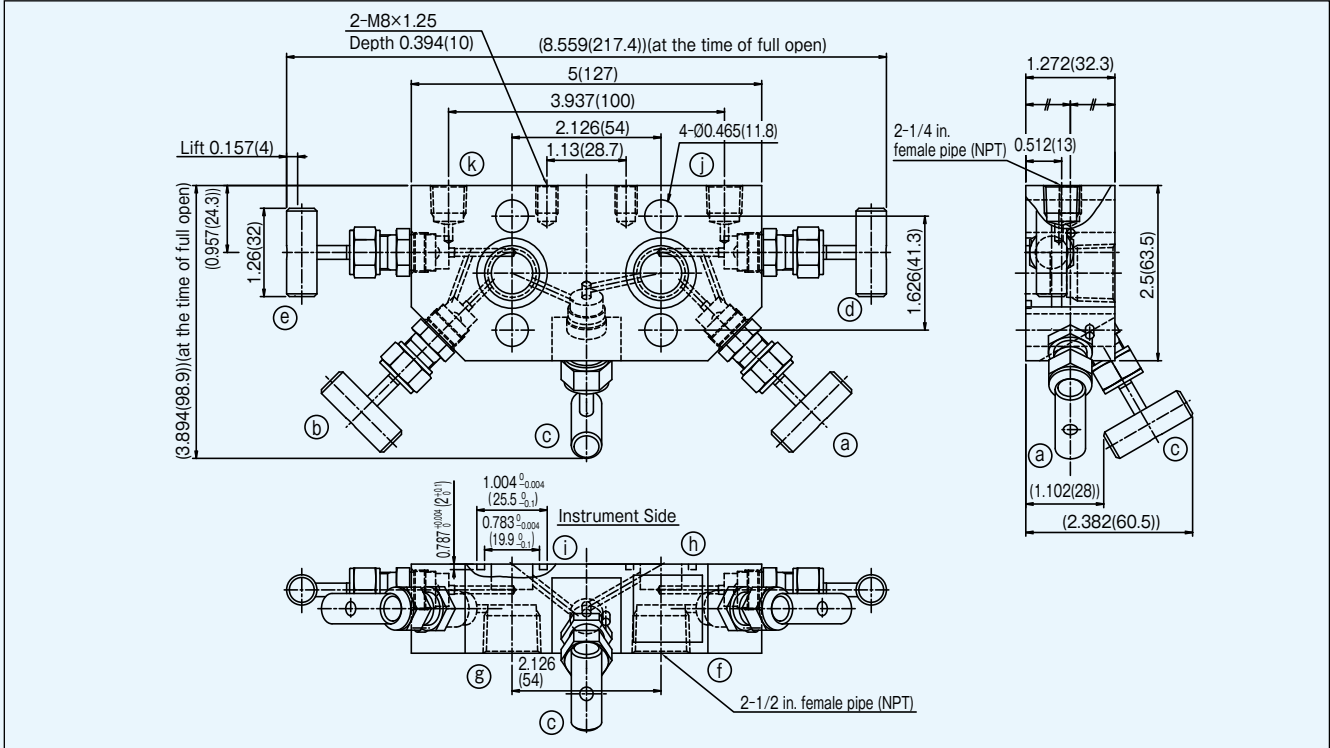 2-M8×1.25
Depth 0.394(10)
(8.559(217.4))(at the time of full open)
5(127)
3.937(100)
2.126(54)
4-Ø0.465(11.8)
1.13(28.7)
Lift 0.157(4)
k
j
(3.894(98.9))(at the time of full open)
(0.957(24.3))
1.26(32)
1.626(41.3)
e
d
b
c
a
1.272(32.3)
2-1/4 in.
female pipe (NPT)
0.512(13)
2.5(63.5)
a
c
(1.102(28))
(2.382(60.5))
0.787 +0.004 0 (2 +0.1 0)
1.004 0 -0.004
(25.5 0 -0.1)
0.783 0 -0.004
(19.9 0 -0.1)
Instrument Side
i
h
g
2.126
(54)
f
c
2-1/2 in. female pipe (NPT)